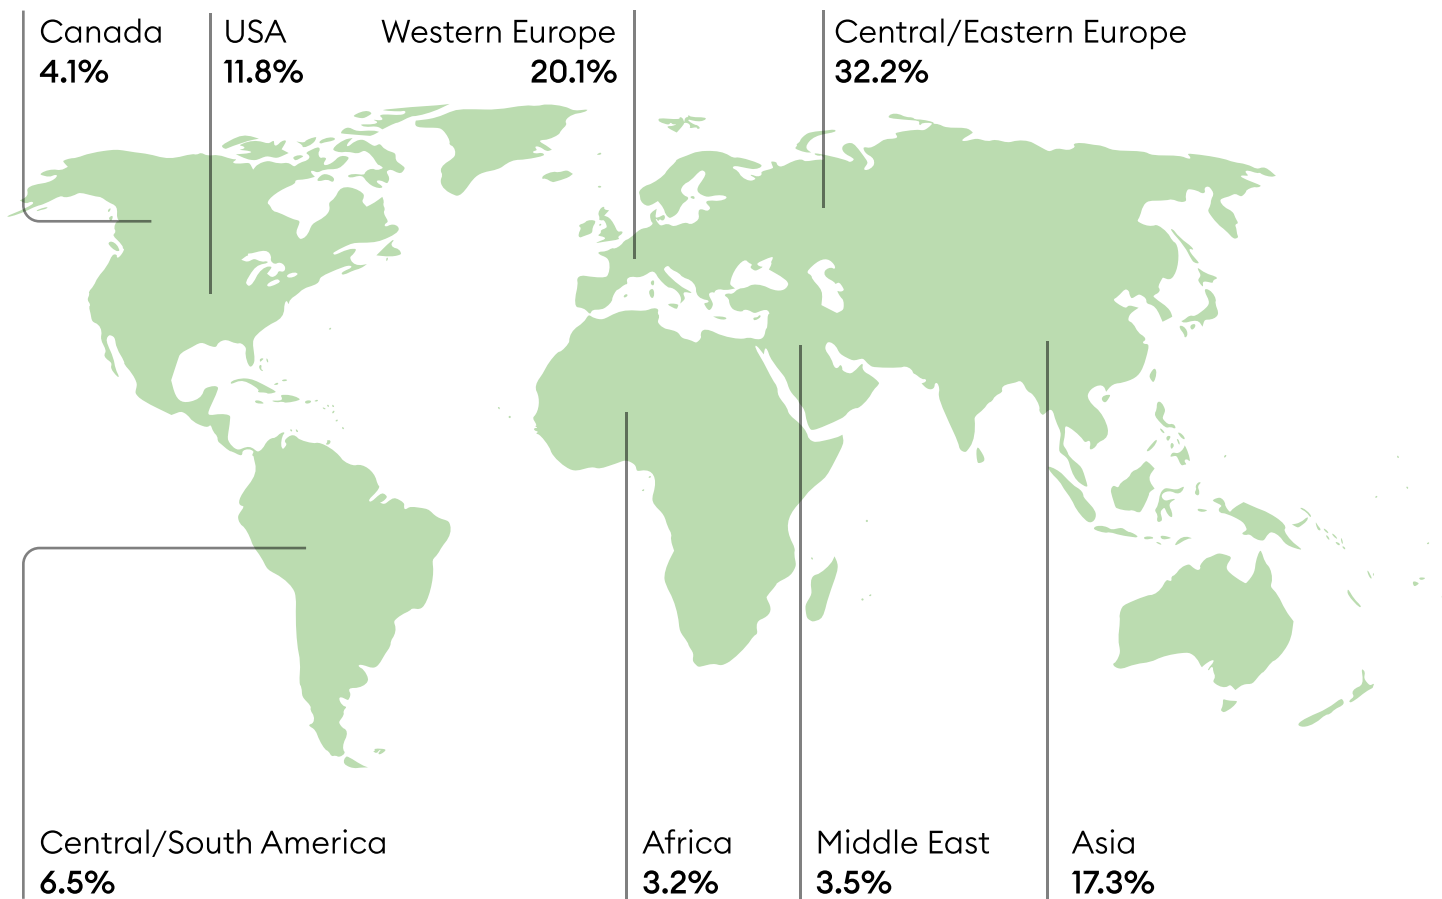 Canada
4.1%
USA
11.8%
Western Europe
20.1%
Central/Eastern Europe
32.2%
Central/South America
6.5%
Africa
3.2%
Middle East
3.5%
Asia
17.3%